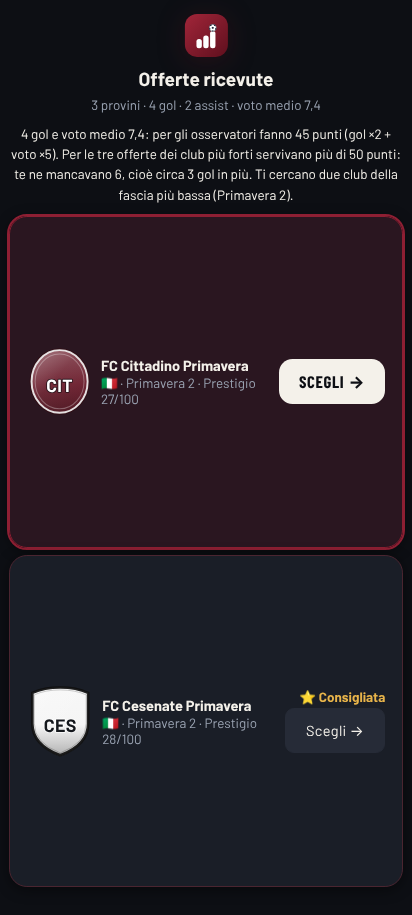 Offerte ricevute
3 provini · 4 gol · 2 assist · voto medio 7,4
4 gol e voto medio 7,4: per gli osservatori fanno 45 punti (gol ×2 +
voto ×5). Per le tre offerte dei club più forti servivano più di 50 punti:
te ne mancavano 6, cioè circa 3 gol in più. Ti cercano due club della
fascia più bassa (Primavera 2).
CIT
FC Cittadino Primavera
🇮🇹 · Primavera 2 · Prestigio
27/100
SCEGLI →
CES
FC Cesenate Primavera
🇮🇹 · Primavera 2 · Prestigio
28/100
⭐ Consigliata
Scegli →